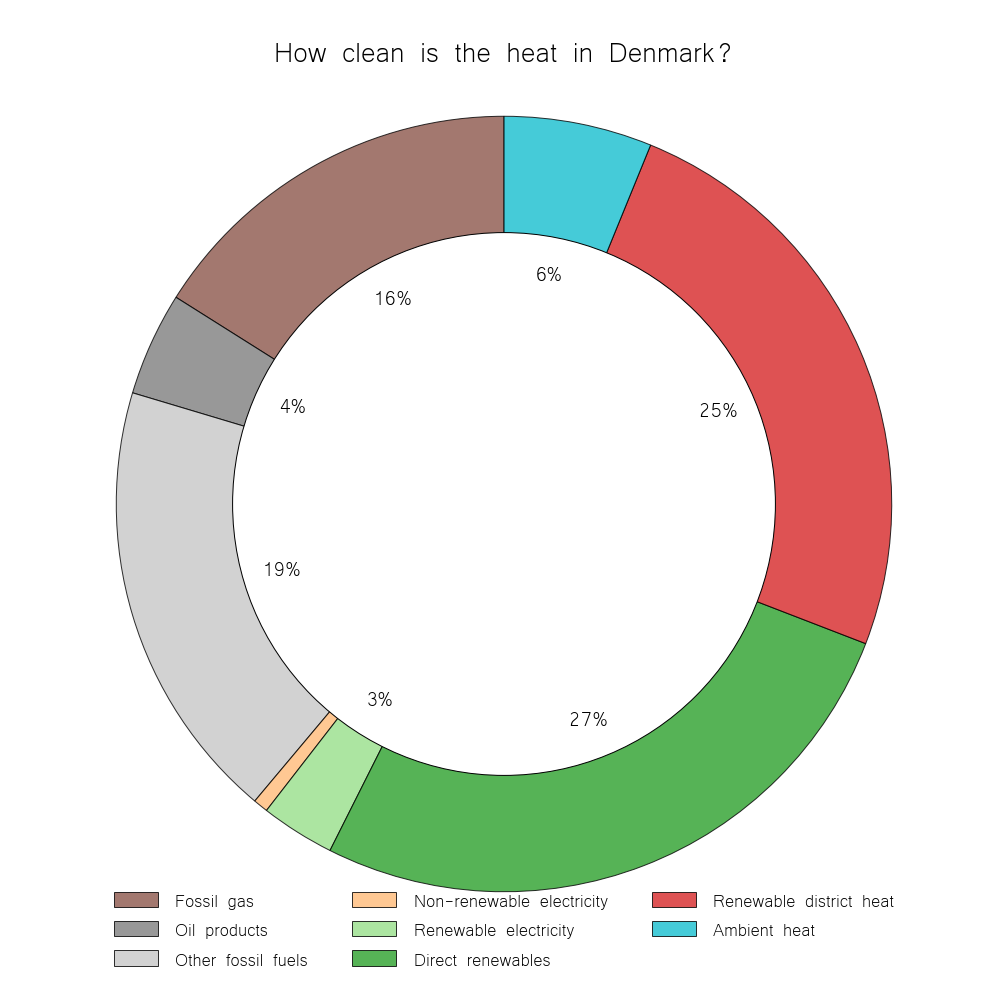 How clean is the heat in Denmark?
6%
16%
4%
25%
19%
3%
27%
Fossil gas
Non-renewable electricity
Renewable district heat
Oil products
Renewable electricity
Ambient heat
Other fossil fuels
Direct renewables